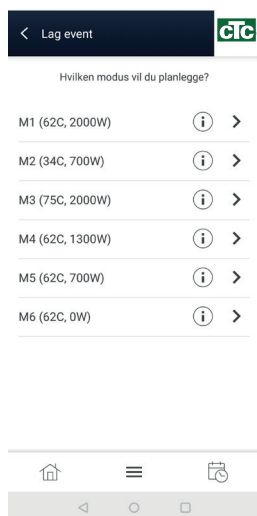 Lag event
CTC
Hvilken modus vil du planlegge?
M1 (62C, 2000W)
M2 (34C, 700W)
M3 (75C, 2000W)
M4 (62C, 1300W)
M5 (62C, 700W)
M6 (62C, 0W)